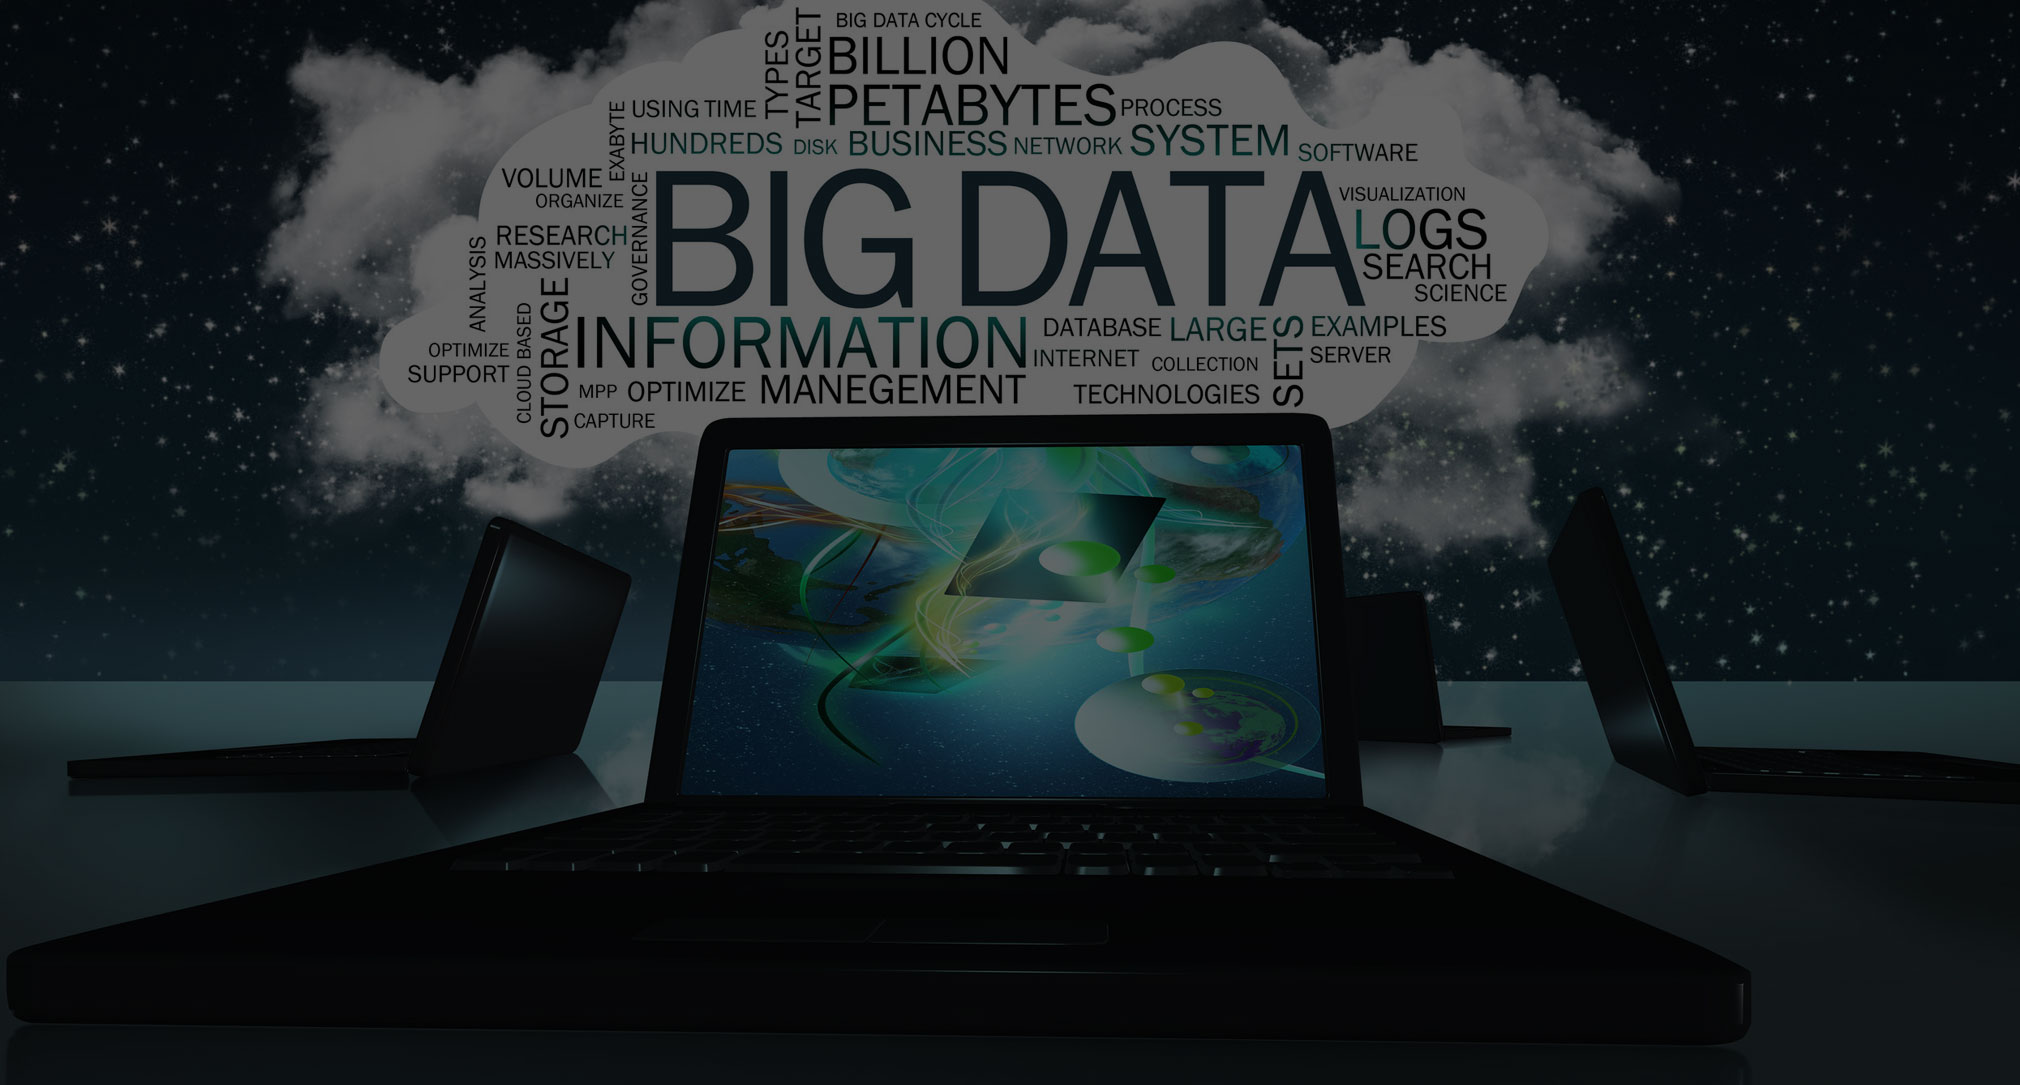 BIG DATA CYCLE
TYPES
TARGET
BILLION
USING TIME
PETABYTES
PROCESS
EXABYTE
HUNDREDS
DISK
BUSINESS
NETWORK
SYSTEM
SOFTWARE
VOLUME
ORGANIZE
GOVERNANCE
BIG DATA
VISUALIZATION
LOGS
RESEARCH
MASSIVELY
SEARCH
SCIENCE
ANALYSIS
STORAGE
CLOUD BASED
INFORMATION
DATABASE
LARGE
SETS
EXAMPLES
OPTIMIZE
INTERNET
COLLECTION
SERVER
SUPPORT
MPP
OPTIMIZE
MANEGEMENT
TECHNOLOGIES
CAPTURE